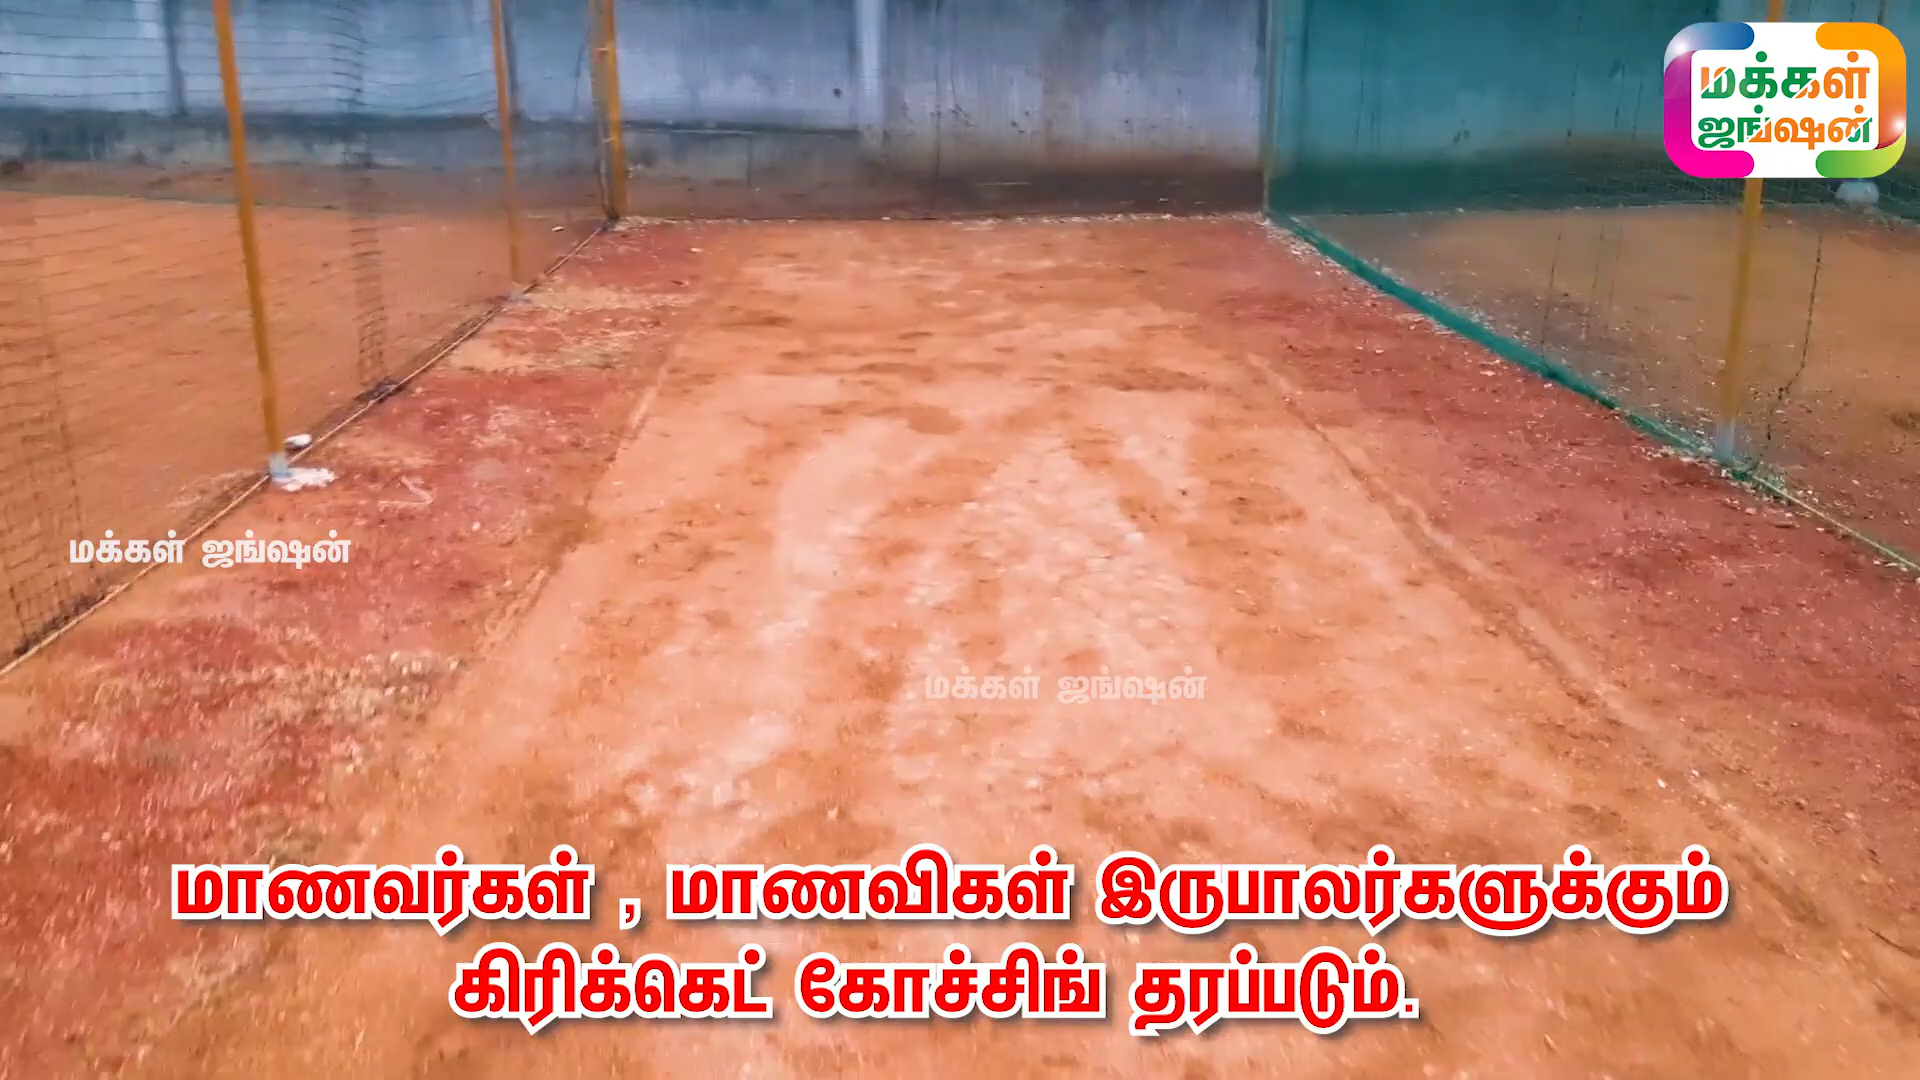 மக்கள்
ஜங்ஷன்
மக்கள் ஜங்ஷன்
மக்கள் ஜங்ஷன்
மாணவர்கள் , மாணவிகள் இருபாலர்களுக்கும்
கிரிக்கெட் கோச்சிங் தரப்படும்.